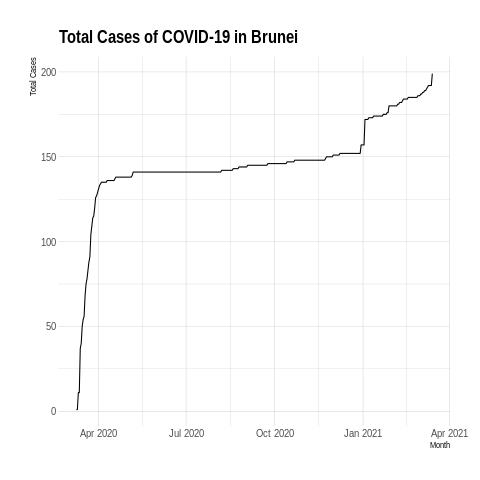 Total Cases of COVID-19 in Brunei
Total Cases
200
150
100
50
0
Apr 2020
Jul 2020
Oct 2020
Jan 2021
Apr 2021
Month